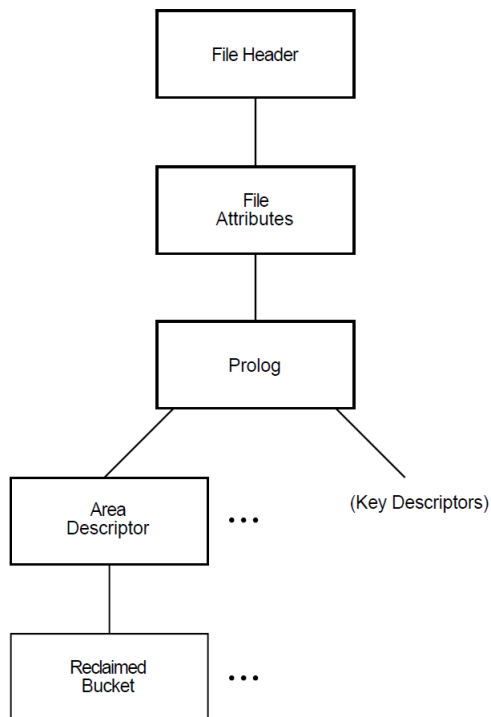 File Header
File
Attributes
Prolog
Area
Descriptor
•••
(Key Descriptors)
Reclaimed
Bucket
•••